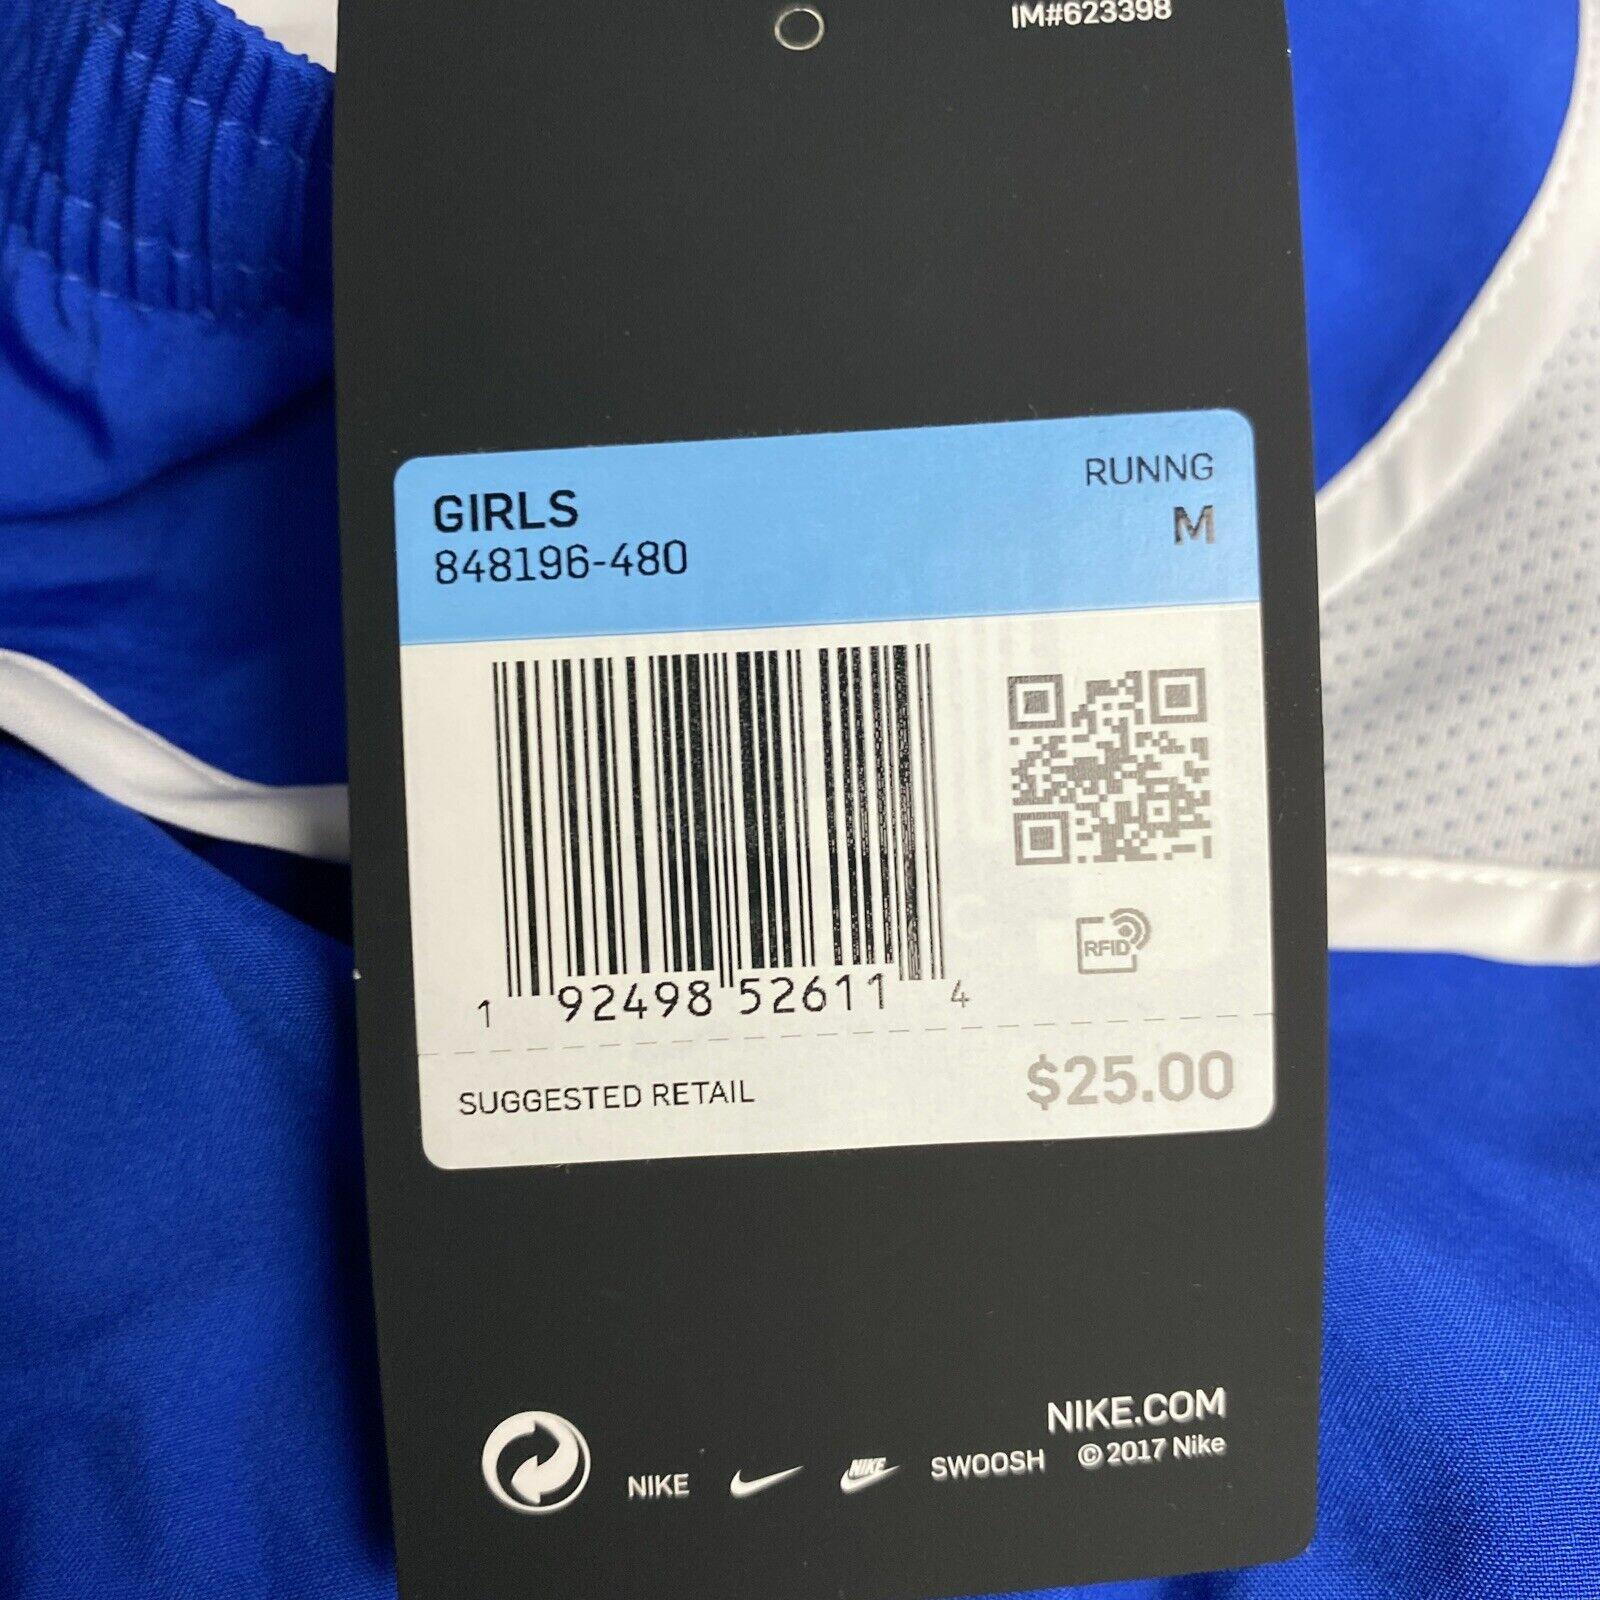 IM#623398
GIRLS
RUNNG
848196-480
M
1 92498 52611 4
RFID
SUGGESTED RETAIL
$25.00
NIKE.COM
NIKE NIKE SWOOSH © 2017 Nike